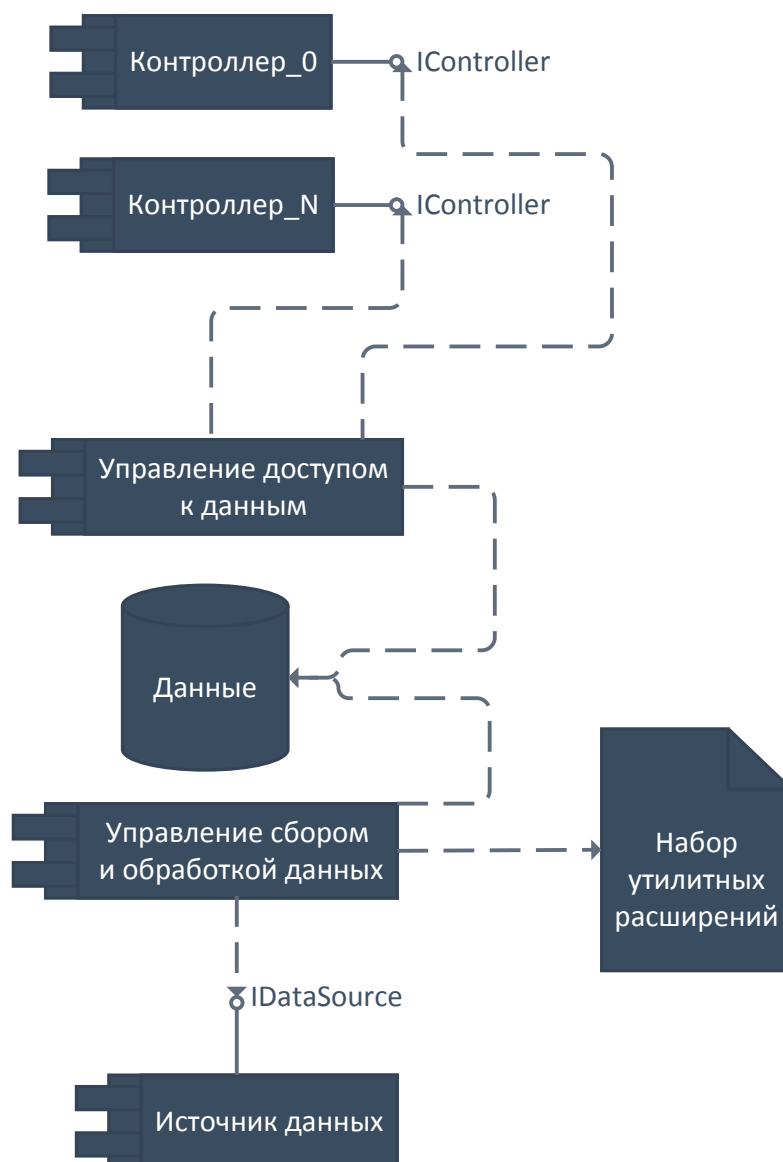 Контроллер_0
IController
Контроллер_N
IController
Управление доступом
к данным
Данные
Управление сбором
и обработкой данных
Набор
утилитных
расширений
IDataSource
Источник данных